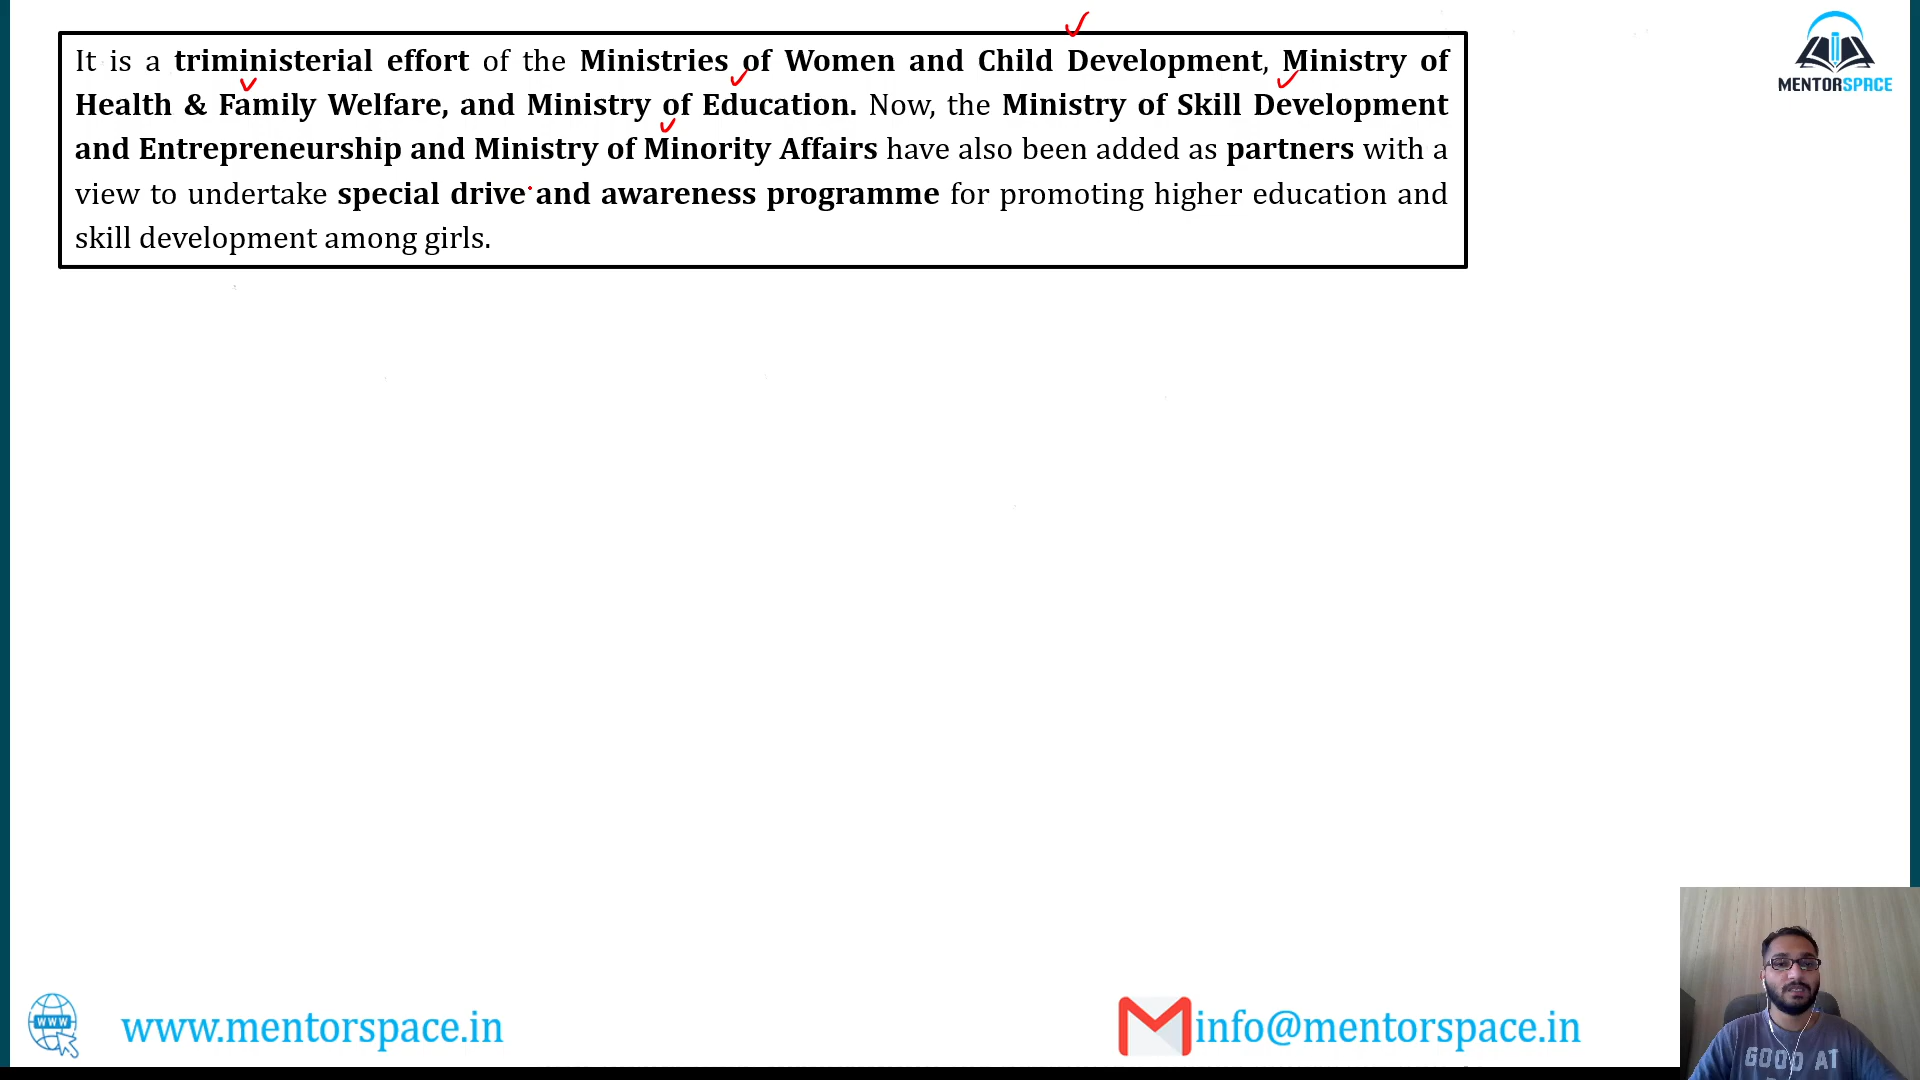 It is a triministerial effort of the Ministries of Women and Child Development, Ministry of
Health & Family Welfare, and Ministry of Education. Now, the Ministry of Skill Development
and Entrepreneurship and Ministry of Minority Affairs have also been added as partners with a
view to undertake special drive and awareness programme for promoting higher education and
skill development among girls.
MENTORSPACE
WWW
www.mentorspace.in
info@mentorspace.in
GOOD AT